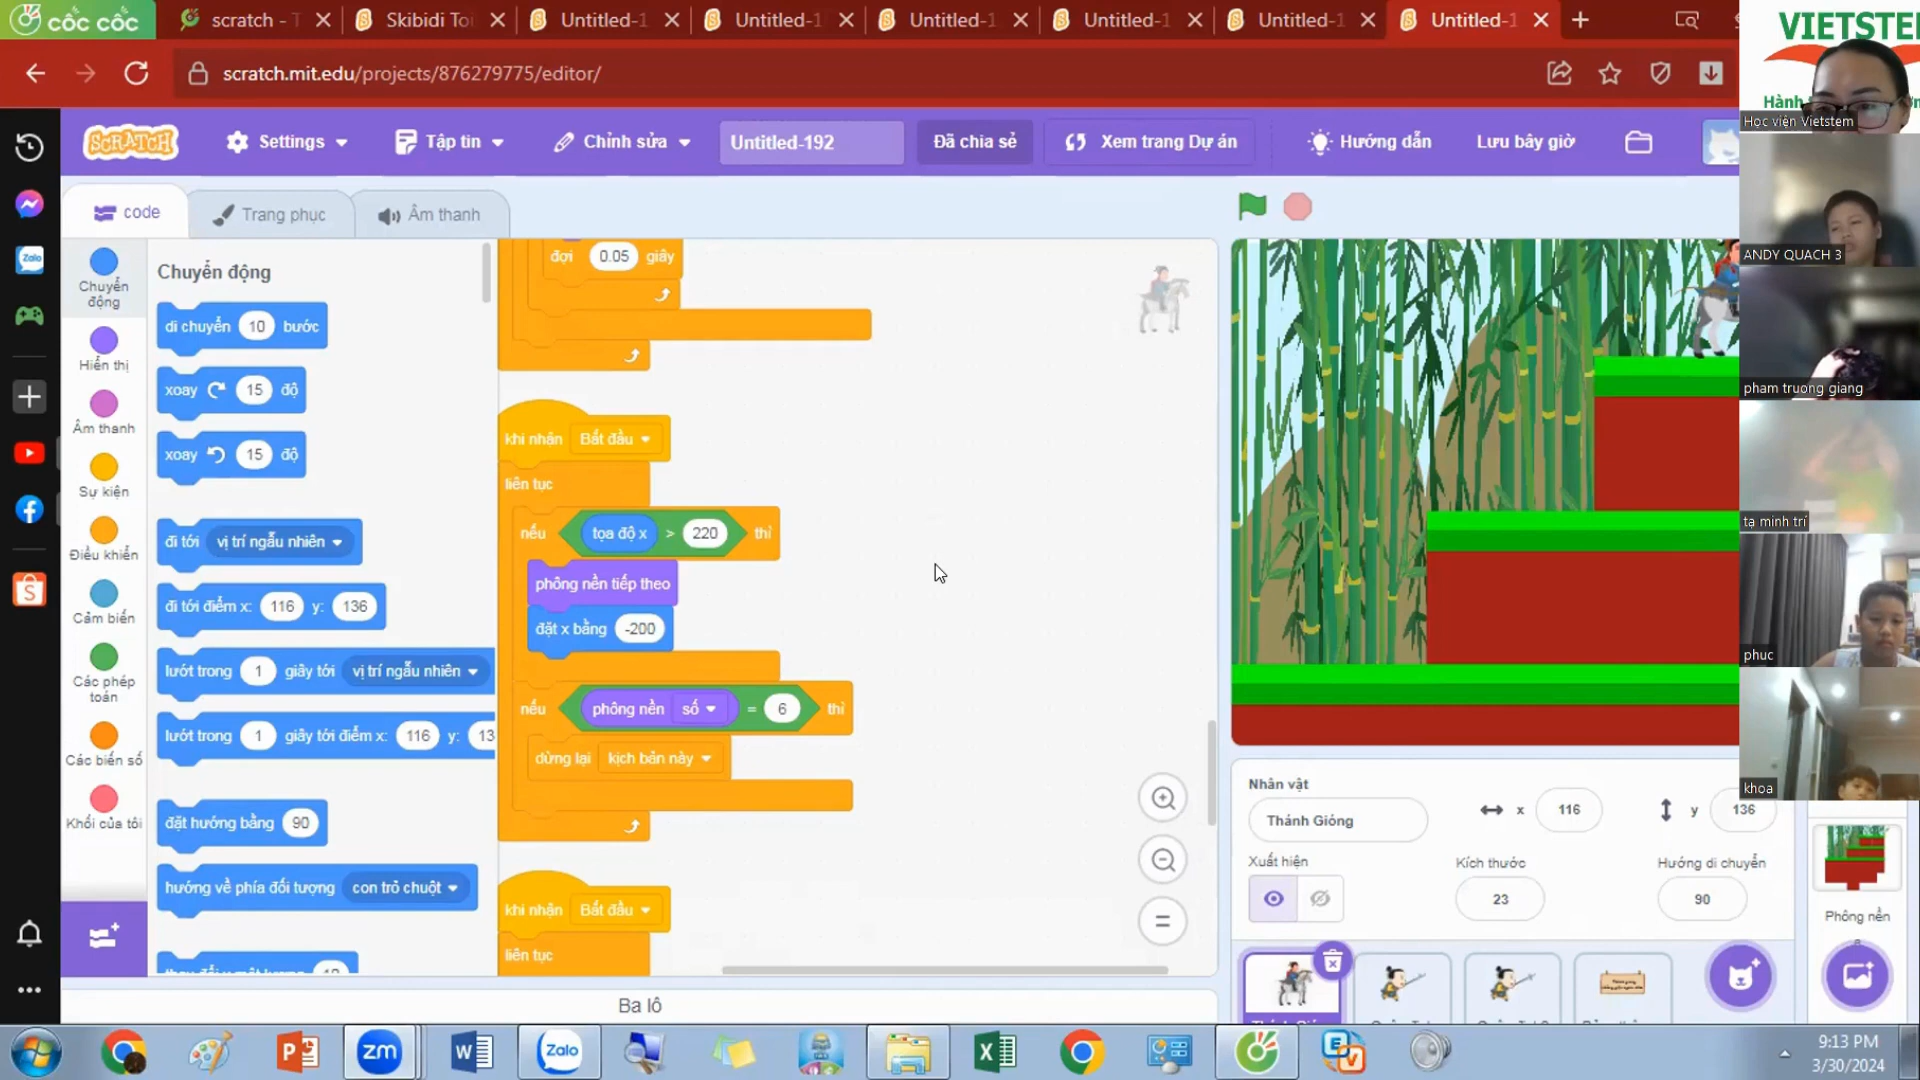 cốc cốc
scratch - T
Skibidi Toi
Untitled-1
Untitled-1
Untitled-1
Untitled-1
Untitled-1
Untitled-1
scratch.mit.edu/projects/876279775/editor/
SCRATCH
Settings
Tập tin
Chỉnh sửa
Untitled-192
Đã chia sẻ
Xem trang Dự án
Hướng dẫn
Lưu bây giờ
code
Trang phục
Âm thanh
Chuyển động
Hiển thị
Âm thanh
Sự kiện
Điều khiển
Cảm biến
Các phép toán
Các biến số
Khối của tôi
Chuyển động
di chuyển 10 bước
xoay 15 độ
xoay 15 độ
đi tới vị trí ngẫu nhiên
đi tới điểm x: 116 y: 136
lướt trong 1 giây tới vị trí ngẫu nhiên
lướt trong 1 giây tới điểm x: 116 y: 13
đặt hướng bằng 90
hướng về phía đối tượng con trỏ chuột
đợi 0.05 giây
khi nhận Bắt đầu
liên tục
nếu tọa độ x > 220 thì
phông nền tiếp theo
đặt x bằng -200
nếu phông nền số = 6 thì
dừng lại kịch bản này
khi nhận Bắt đầu
liên tục
Ba lô
Nhân vật
Thánh Gióng
x 116
y 136
Xuất hiện
Kích thước
23
Hướng di chuyển
90
Phông nền
VIETSTE
Học viện Vietstem
ANDY QUACH 3
pham truong giang
tạ minh trí
phuc
khoa
Zalo
zm
Zalo
9:13 PM
3/30/2024